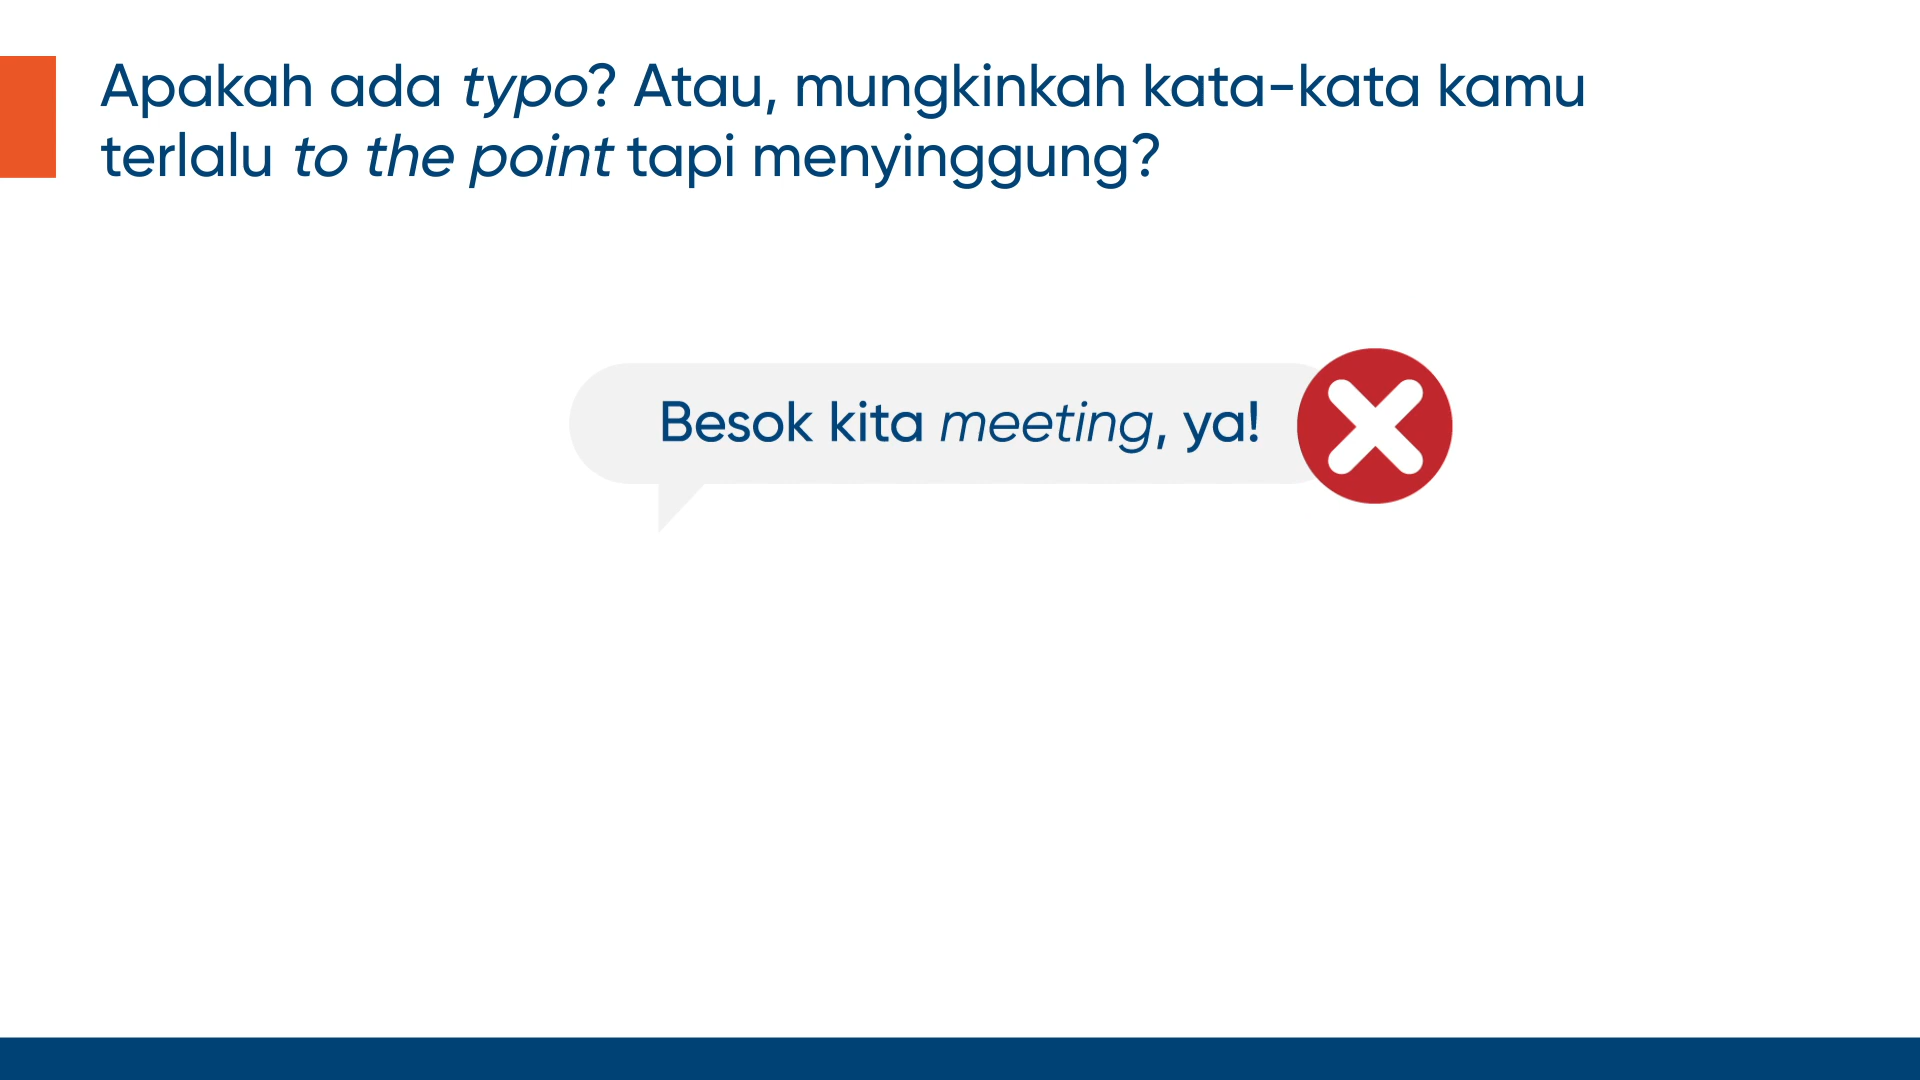 Apakah ada typo? Atau, mungkinkah kata-kata kamu
terlalu to the point tapi menyinggung?
Besok kita meeting, ya!